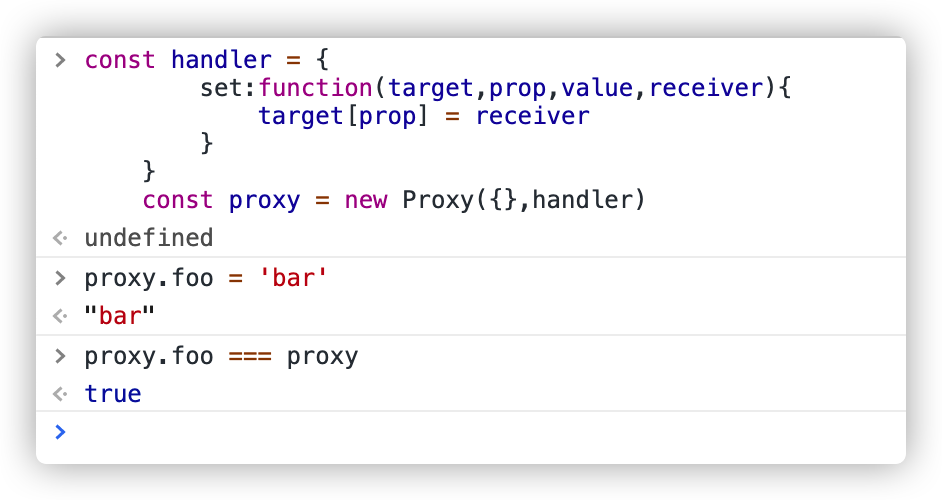 > const handler = {
        set:function(target,prop,value,receiver){
            target[prop] = receiver
        }
    }
    const proxy = new Proxy({},handler)
<· undefined
> proxy.foo = 'bar'
<· "bar"
> proxy.foo === proxy
<· true
>